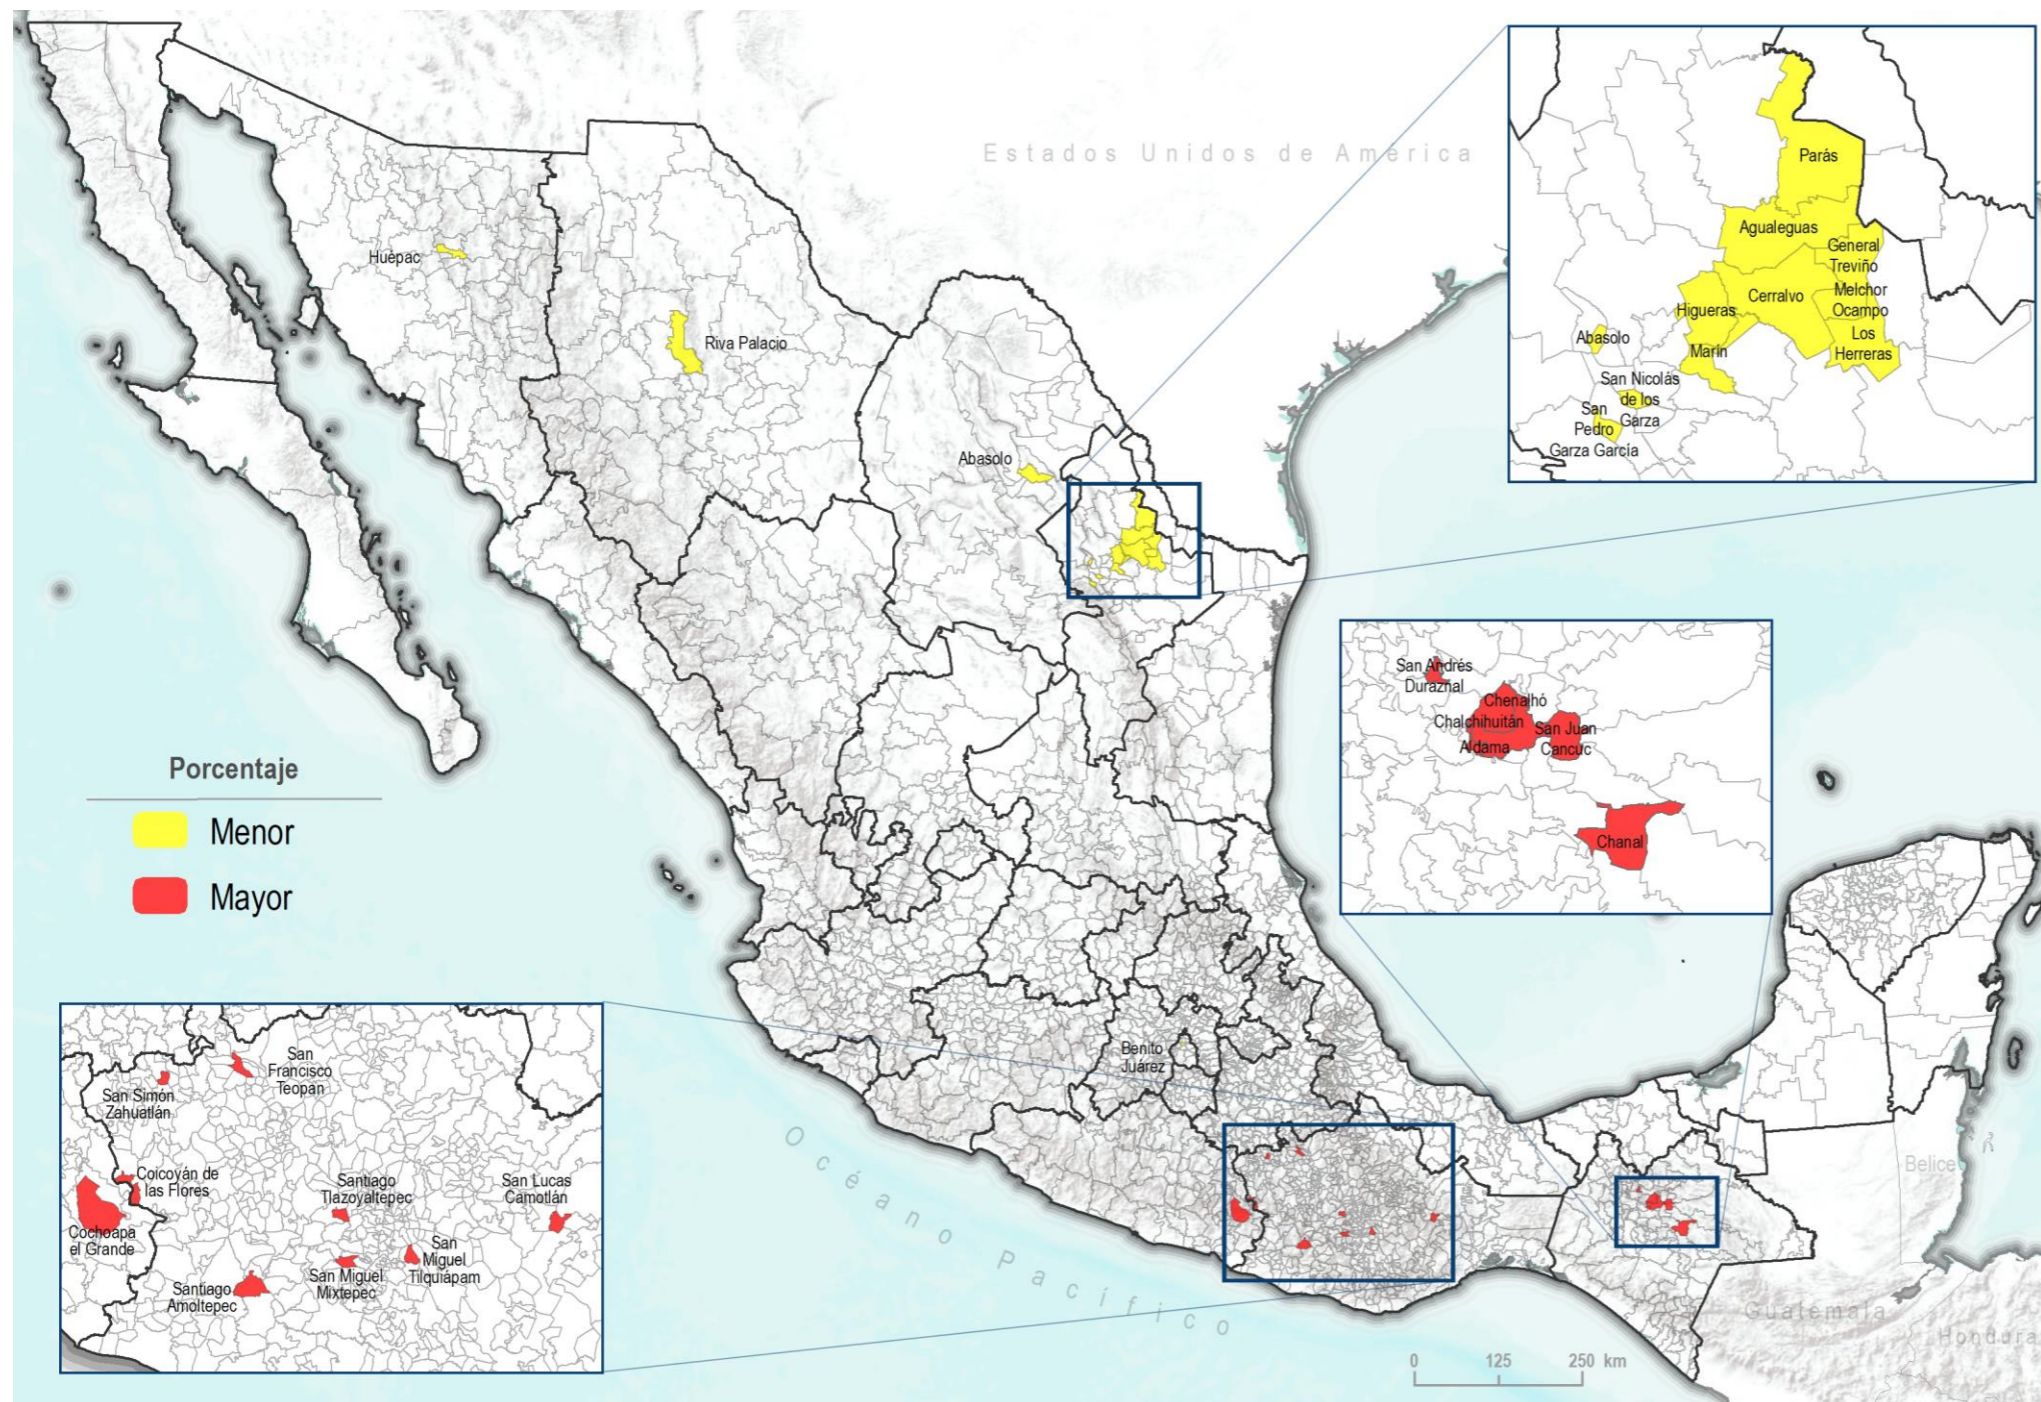 Estados Unidos de América
Huépac
Riva Palacio
Abasolo
Parás
Agualeguas
General
Treviño
Melchor
Ocampo
Cerralvo
Higueras
Los
Herreras
Marín
Abasolo
San Nicolás
de los
Garza
San
Pedro
Garza García
San Andrés
Duraznal
Chenalhó
Chalchihuitán
San Juan
Cancuc
Aldama
Chanal
Porcentaje
Menor
Mayor
Benito
Juárez
San
Francisco
Teopan
San Simón
Zahuatlán
Coicoyán de
las Flores
Cochoapa
el Grande
Santiago
Tlazoyaltepec
San Lucas
Camotlán
San
Miguel
Tilquiápam
San Miguel
Mixtepec
Santiago
Amoltepec
Océano Pacífico
Belice
Guatemala
Hondura
0 125 250 km